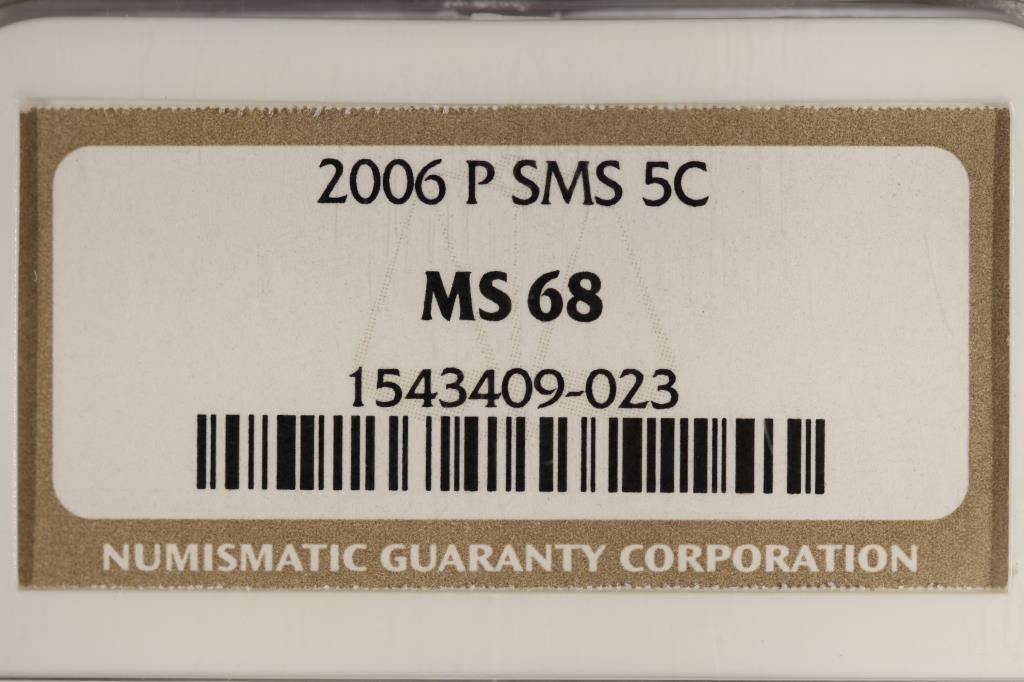 2006 P SMS 5C
MS 68
1543409-023
NUMISMATIC GUARANTY CORPORATION